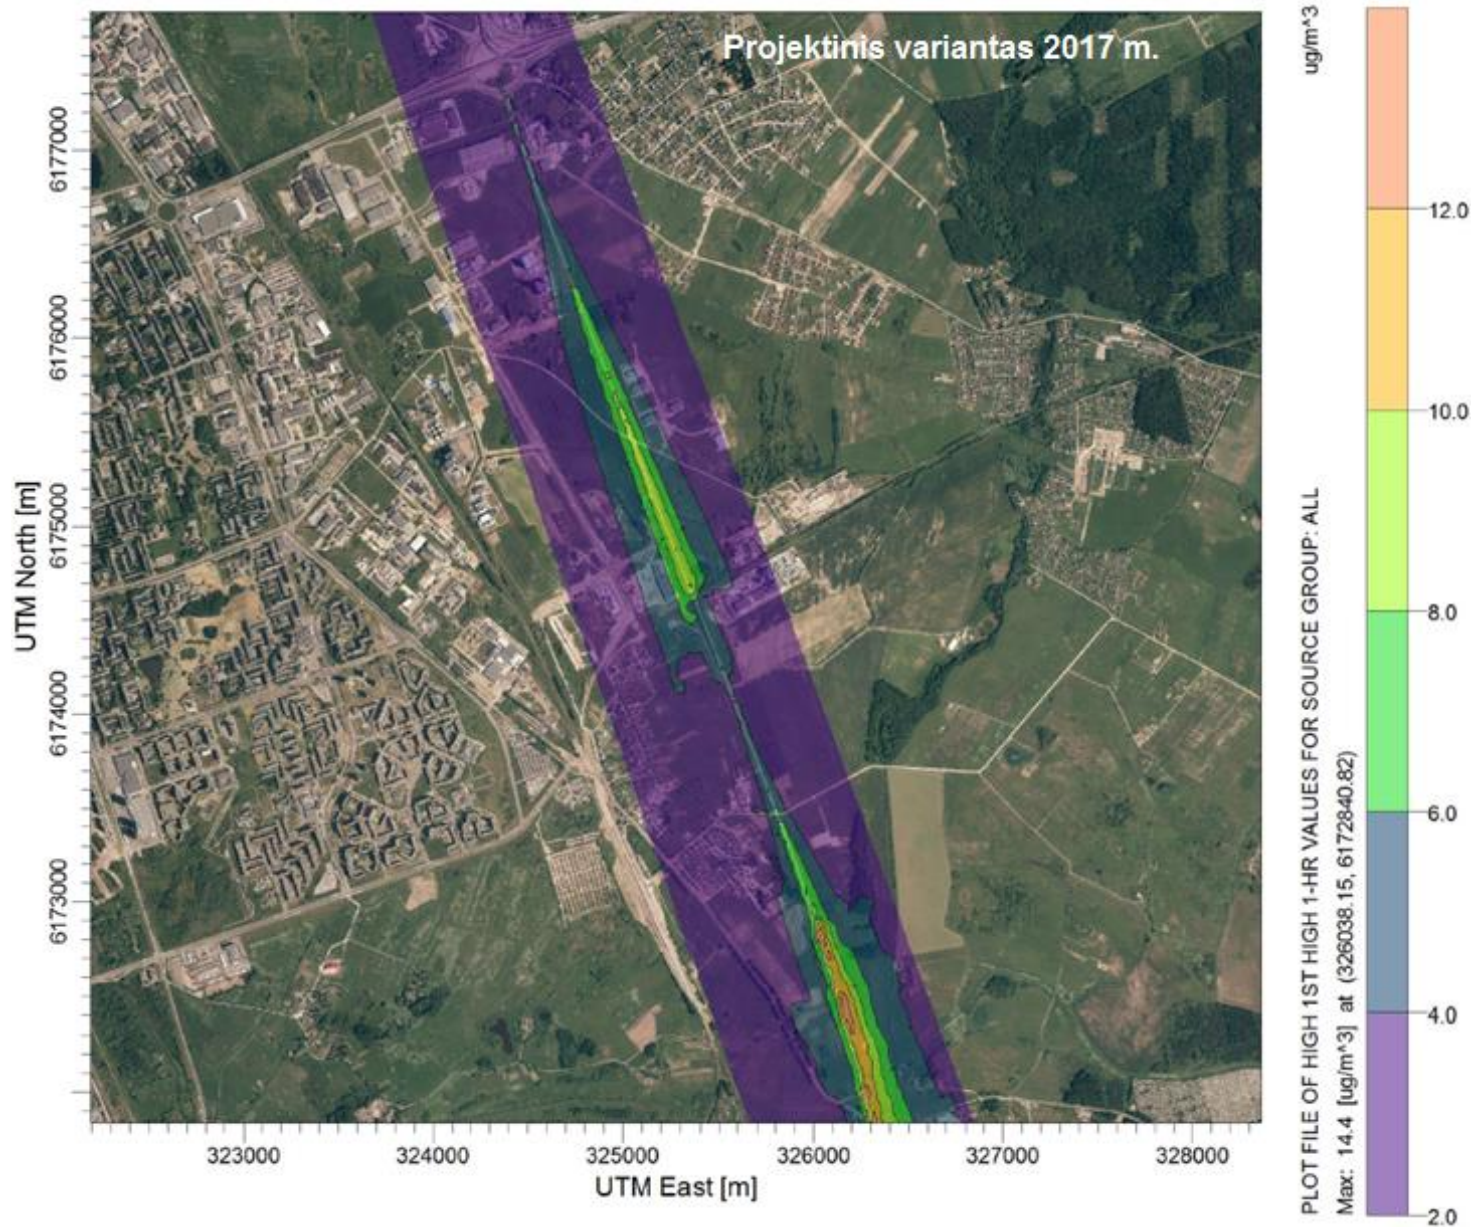 Projektinis variantas 2017 m.
ug/m^3
12.0
10.0
8.0
6.0
4.0
2.0
PLOT FILE OF HIGH 1ST HIGH 1-HR VALUES FOR SOURCE GROUP: ALL
Max: 14.4 [ug/m^3] at (326038.15, 6172840.82)
UTM North [m]
6177000
6176000
6175000
6174000
6173000
323000
324000
325000
326000
327000
328000
UTM East [m]